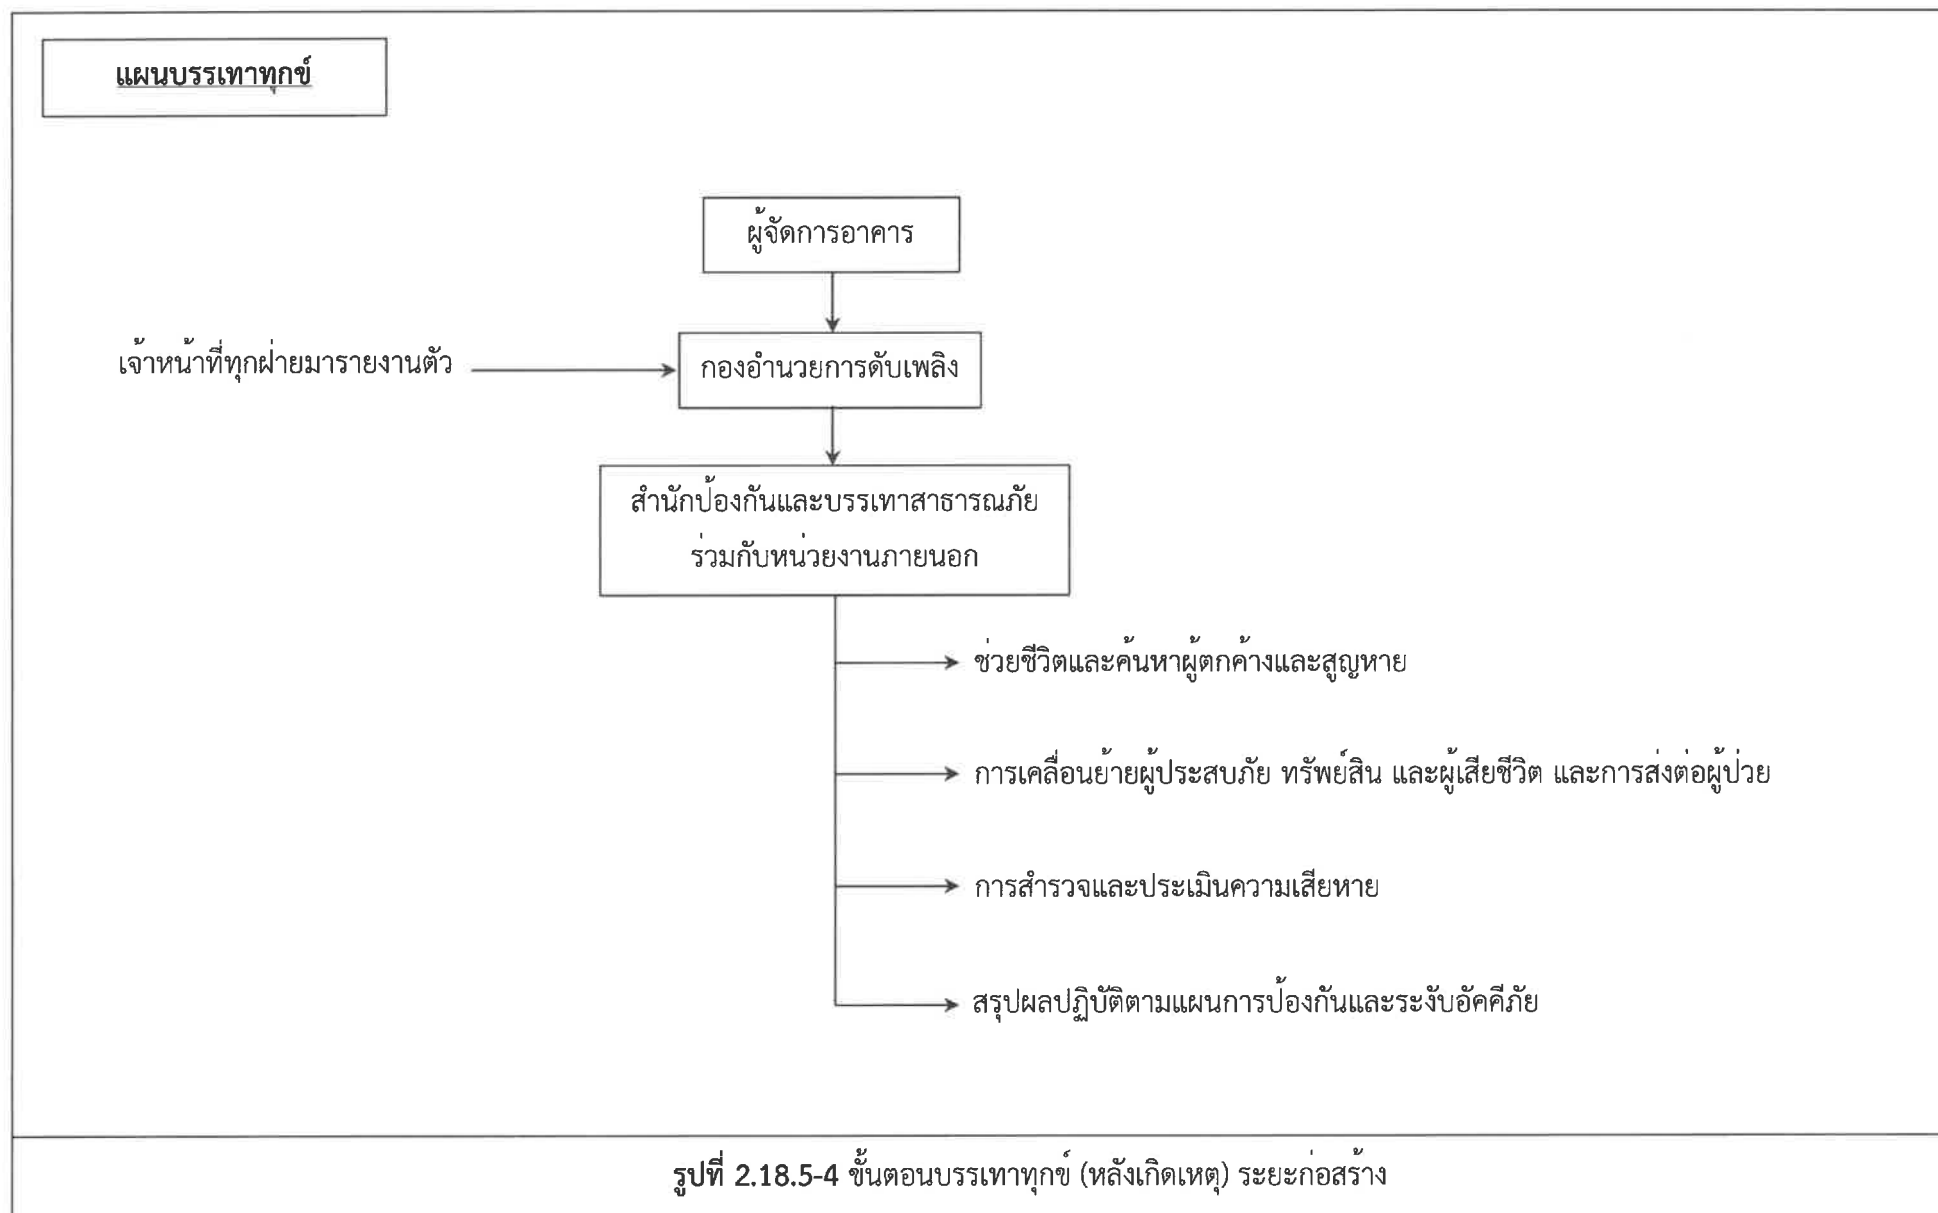 แผนบรรเทาทุกข์
ผู้จัดการอาคาร
เจ้าหน้าที่ทุกฝ่ายมารายงานตัว
กองอำนวยการดับเพลิง
สำนักป้องกันและบรรเทาสาธารณภัย
ร่วมกับหน่วยงานภายนอก
ช่วยชีวิตและค้นหาผู้ตกค้างและสูญหาย
การเคลื่อนย้ายผู้ประสบภัย ทรัพย์สิน และผู้เสียชีวิต และการส่งต่อผู้ป่วย
การสำรวจและประเมินความเสียหาย
สรุปผลปฏิบัติตามแผนการป้องกันและระงับอัคคีภัย
รูปที่ 2.18.5-4 ขั้นตอนบรรเทาทุกข์ (หลังเกิดเหตุ) ระยะก่อสร้าง